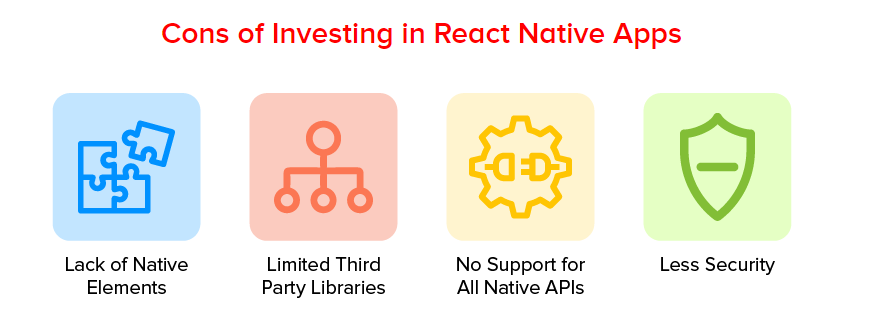 Cons of Investing in React Native Apps
Lack of Native
Elements
Limited Third
Party Libraries
No Support for
All Native APIs
Less Security